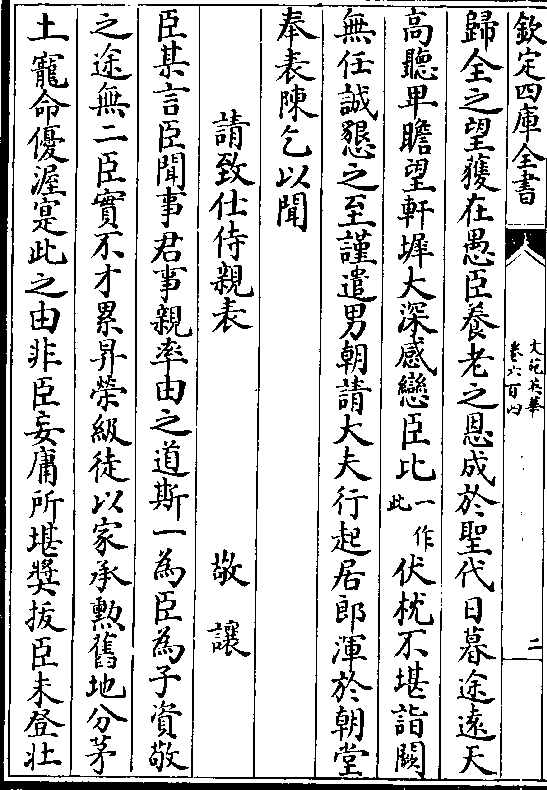 欽定四庫全書
文苑英華
卷六百四
二
歸全之望獲在愚臣養老之恩成於聖代日暮途遠天
高聽卑瞻望軒墀大深感戀臣比一作此伏枕不堪詣闕
無任誠懇之至謹遣男朝請大夫行起居郎渾於朝堂
奉表陳乞以聞
請致仕侍親表 敬讓
臣某言臣聞事君事親率由之道斯一為臣為子資敬
之途無二臣實不才累昇榮級徒以家承勲舊地分茅
土寵命優渥寔此之由非臣妄庸所堪奬拔臣未登壯